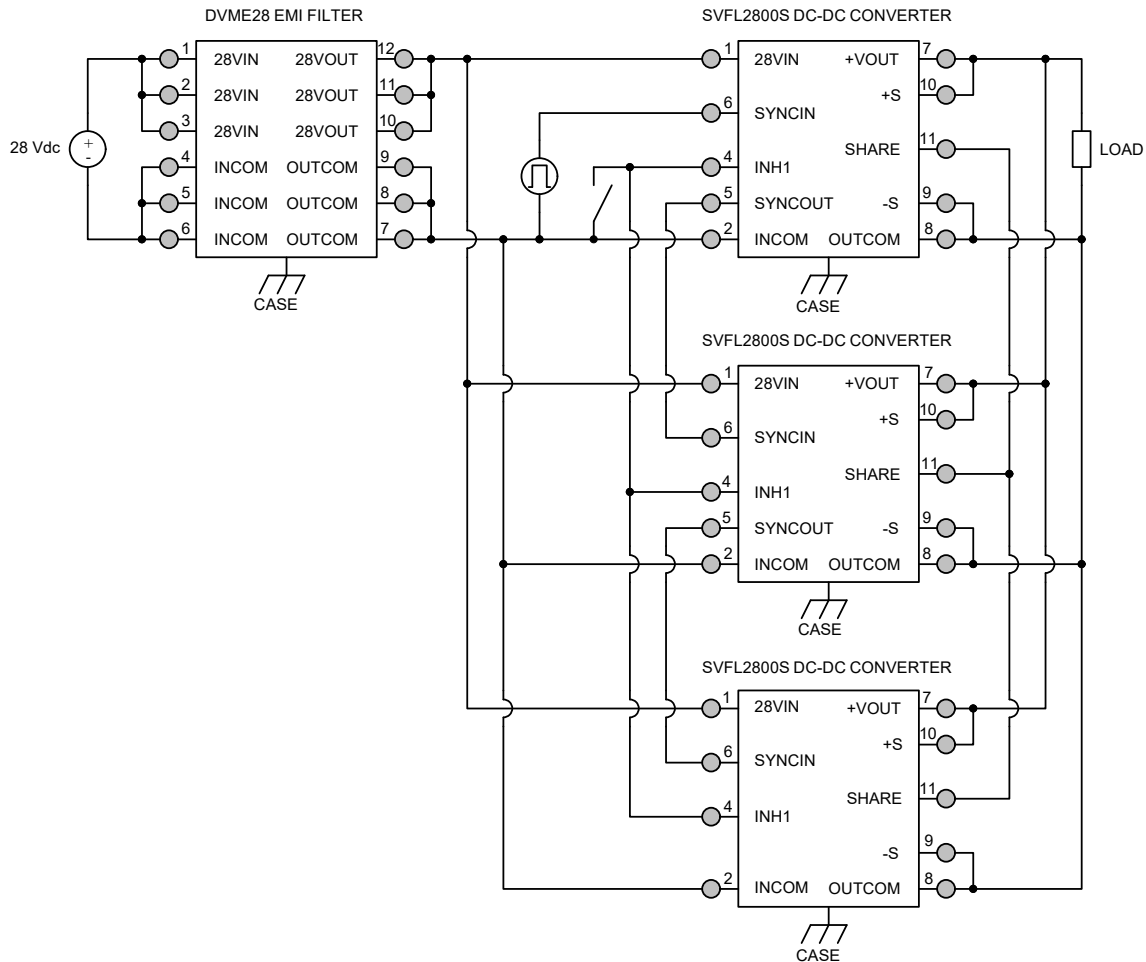 DVME28 EMI FILTER
SVFL2800S DC-DC CONVERTER
1 28VIN 28VOUT 12
2 28VIN 28VOUT 11
3 28VIN 28VOUT 10
4 INCOM OUTCOM 9
5 INCOM OUTCOM 8
6 INCOM OUTCOM 7
28 Vdc
+
-
CASE
1 28VIN +VOUT 7
+S 10
6 SYNCIN
SHARE 11
4 INH1
5 SYNCOUT -S 9
2 INCOM OUTCOM 8
CASE
LOAD
SVFL2800S DC-DC CONVERTER
1 28VIN +VOUT 7
+S 10
6 SYNCIN
SHARE 11
4 INH1
5 SYNCOUT -S 9
2 INCOM OUTCOM 8
CASE
SVFL2800S DC-DC CONVERTER
1 28VIN +VOUT 7
+S 10
6 SYNCIN
SHARE 11
4 INH1
-S 9
2 INCOM OUTCOM 8
CASE